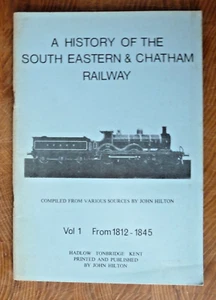 A HISTORY OF THE
SOUTH EASTERN & CHATHAM
RAILWAY
COMPILED FROM VARIOUS SOURCES BY JOHN HILTON
Vol 1 From 1812-1845
HADLOW TONBRIDGE KENT
PRINTED AND PUBLISHED
BY JOHN HILTON